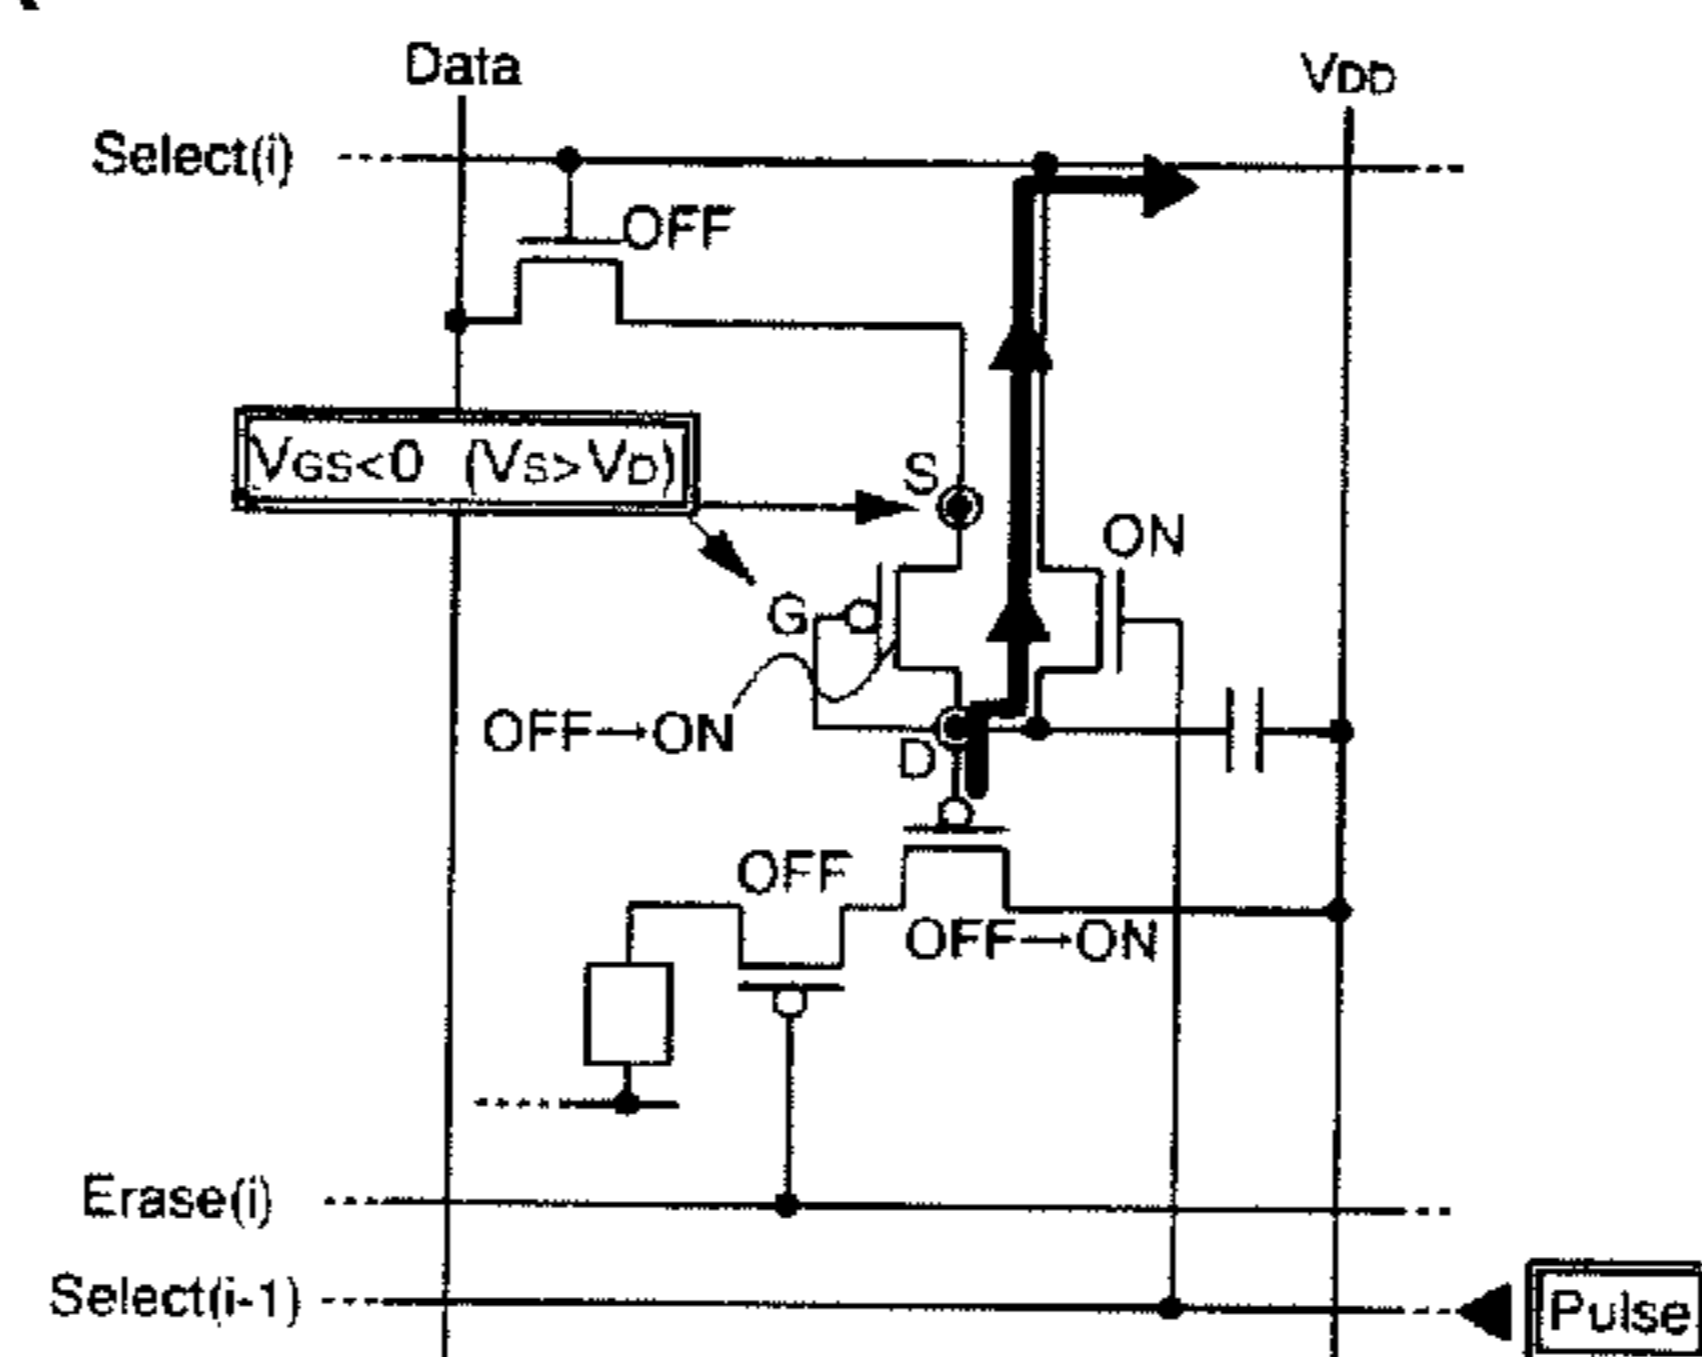 Data
VDD
Select(i)
OFF
VGS<0 (VS>VD)
S
ON
G
OFF→ON
D
OFF
OFF→ON
Erase(i)
Select(i-1)
Pulse